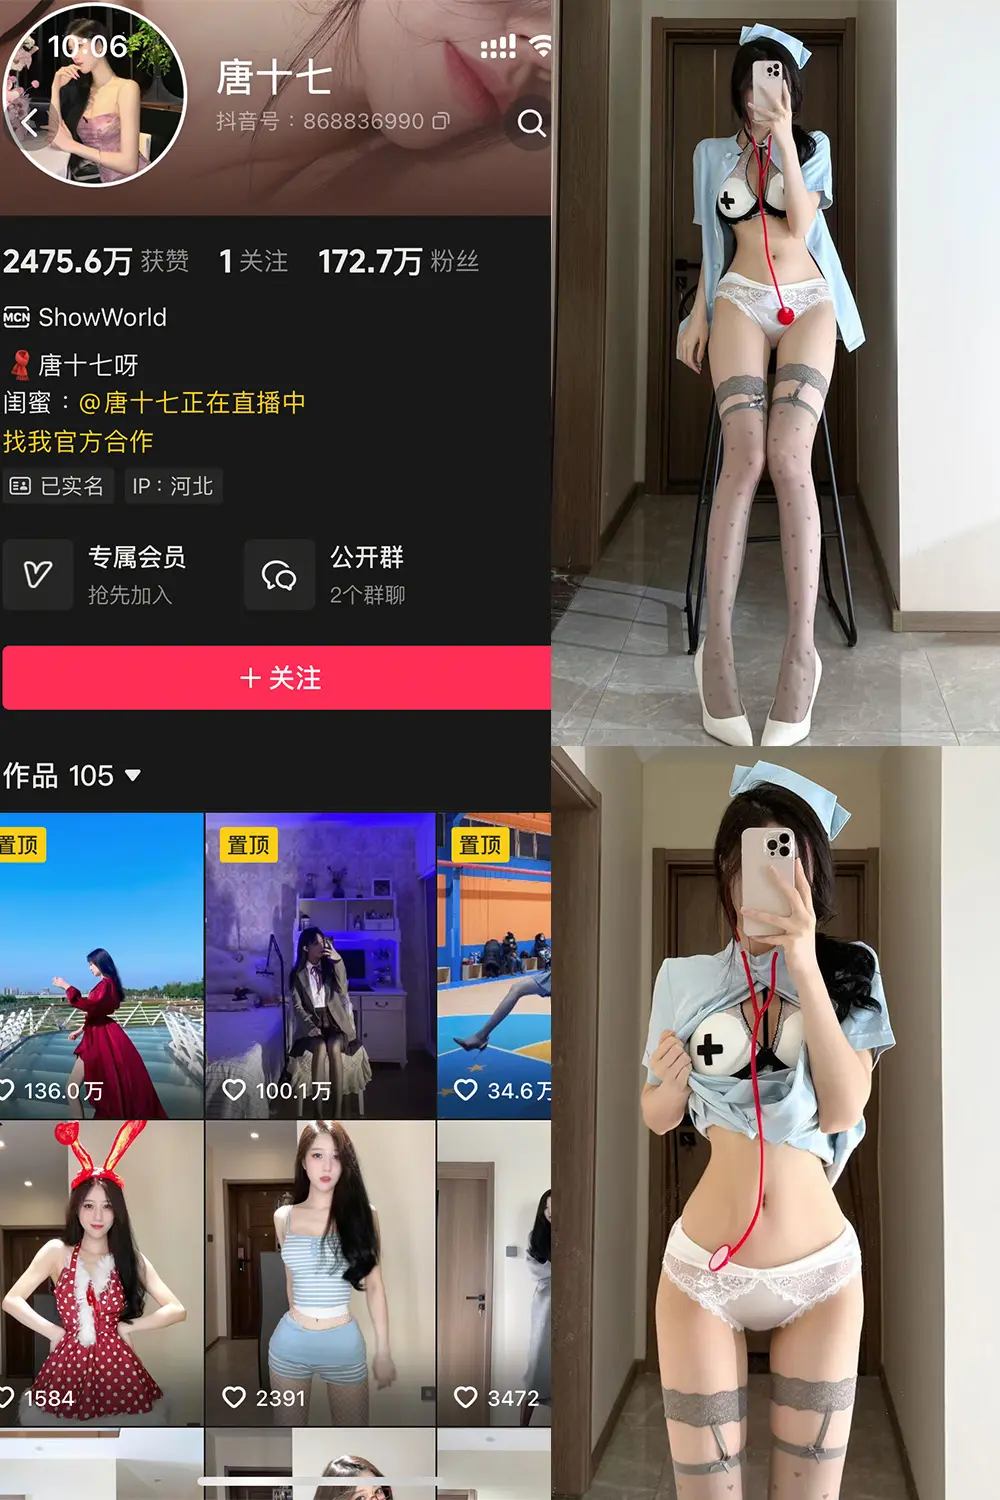 10:06
唐十七
抖音号：868836990
2475.6万 获赞 1 关注 172.7万 粉丝
MCN ShowWorld
唐十七呀
闺蜜：@唐十七正在直播中
找我官方合作
已实名 IP：河北
专属会员 公开群
抢先加入 2个群聊
+ 关注
作品 105
置顶 置顶 置顶
136.0万 100.1万 34.6万
1584 2391 3472